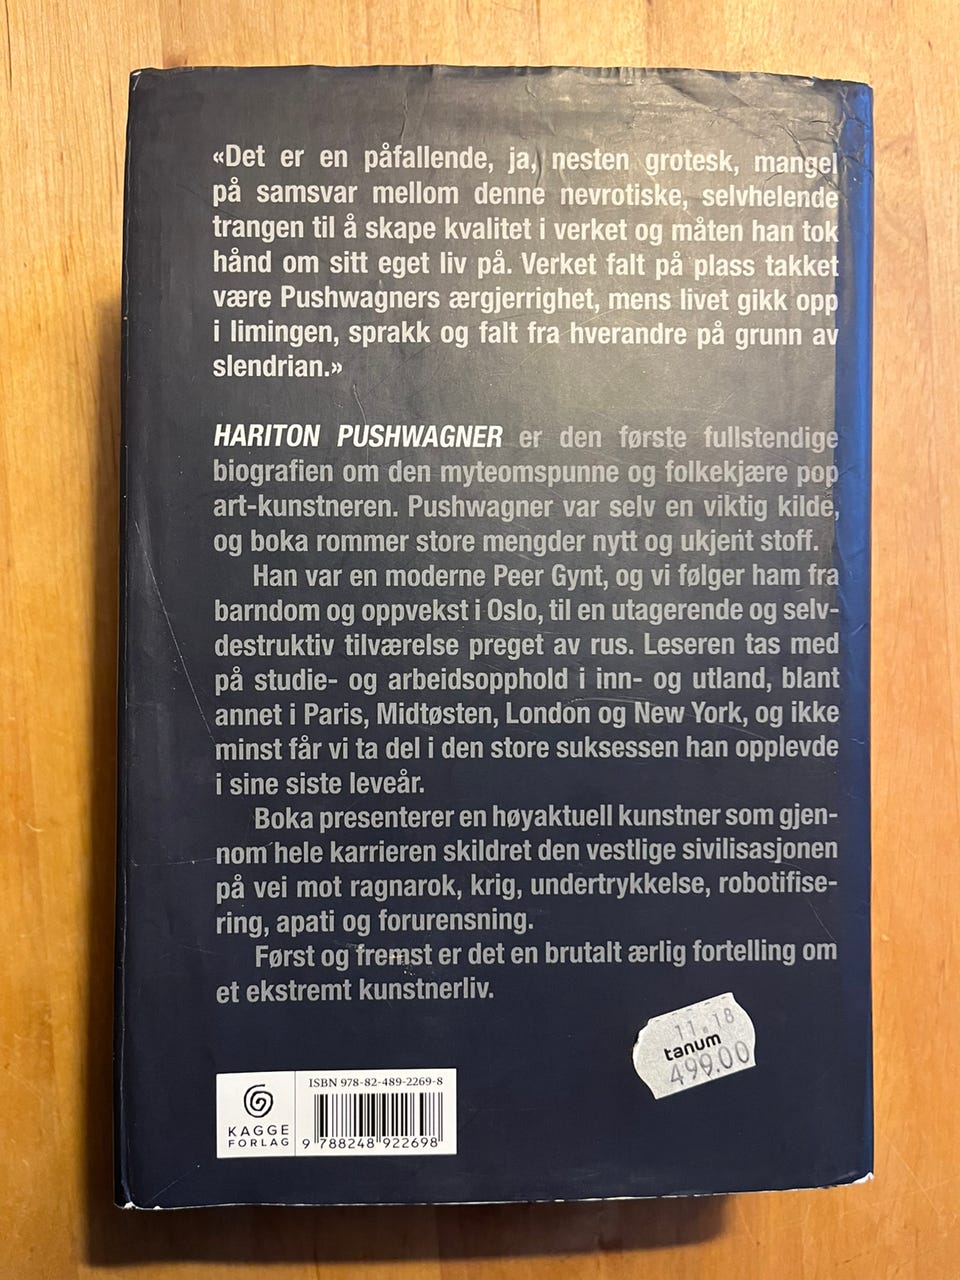 «Det er en påfallende, ja, nesten grotesk, mangel
på samsvar mellom denne nevrotiske, selvhelende
trangen til å skape kvalitet i verket og måten han tok
hånd om sitt eget liv på. Verket falt på plass takket
være Pushwagners ærgjerrighet, mens livet gikk opp
i limingen, sprakk og falt fra hverandre på grunn av
slendrian.»
HARITON PUSHWAGNER er den første fullstendige
biografien om den myteomspunne og folkekjære pop
art-kunstneren. Pushwagner var selv en viktig kilde,
og boka rommer store mengder nytt og ukjent stoff.
Han var en moderne Peer Gynt, og vi følger ham fra
barndom og oppvekst i Oslo, til en utagerende og selv-
destruktiv tilværelse preget av rus. Leseren tas med
på studie- og arbeidsopphold i inn- og utland, blant
annet i Paris, Midtøsten, London og New York, og ikke
minst får vi ta del i den store suksessen han opplevde
i sine siste leveår.
Boka presenterer en høyaktuell kunstner som gjen-
nom hele karrieren skildret den vestlige sivilisasjonen
på vei mot ragnarok, krig, undertrykkelse, robotifise-
ring, apati og forurensning.
Først og fremst er det en brutalt ærlig fortelling om
et ekstremt kunstnerliv.
11.18
tanum
499.00
KAGGE
FORLAG
ISBN 978-82-489-2269-8
9 788248 922698